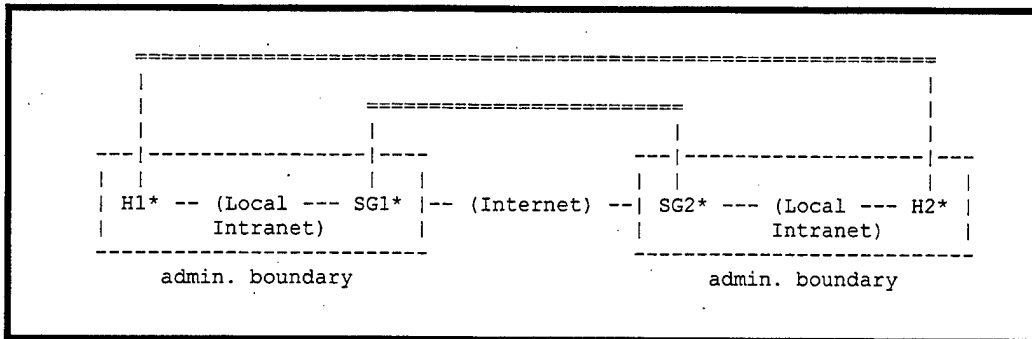 H1* -- (Local --- SG1* |-- (Internet) --| SG2* --- (Local --- H2*
Intranet) Intranet)
admin. boundary admin. boundary